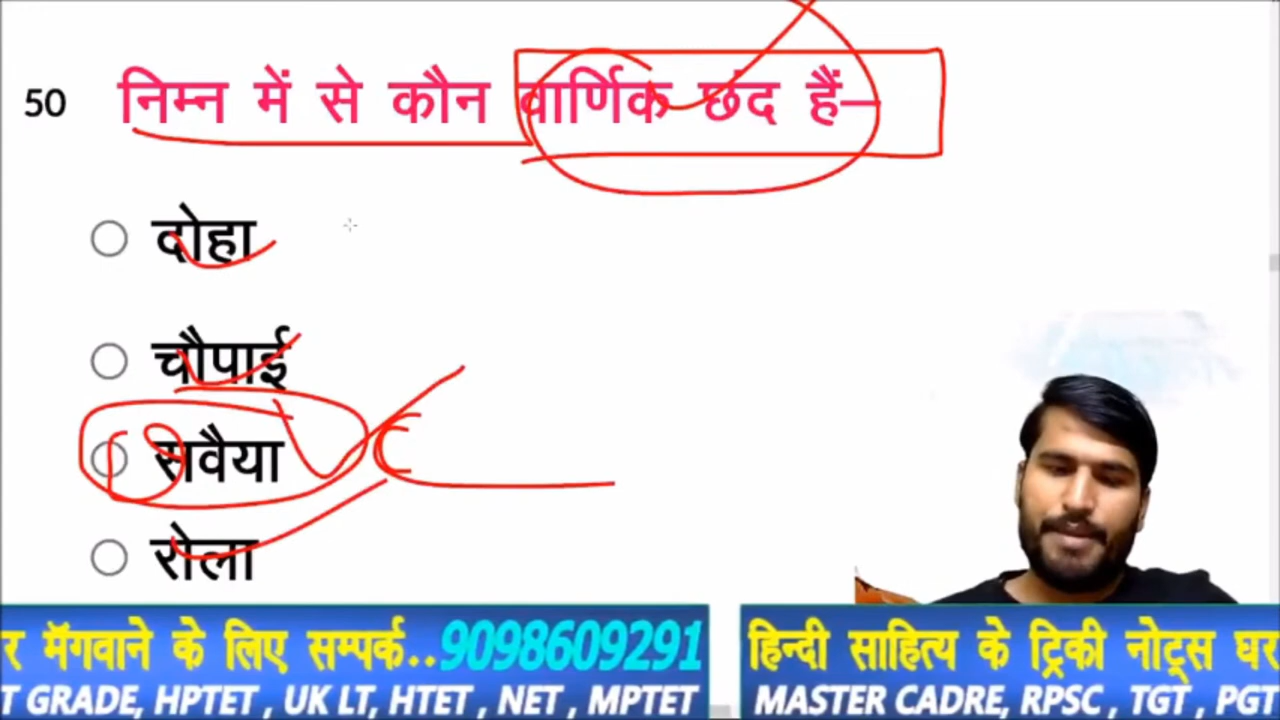 50 निम्न में से कौन वार्णिक छंद हैं–
दोहा
चौपाई
सवैया
रोला
र मॅगवाने के लिए सम्पर्क..9098609291
T GRADE, HPTET , UK LT, HTET , NET , MPTET
हिन्दी साहित्य के ट्रिकी नोट्स घर
MASTER CADRE, RPSC , TGT , PGT